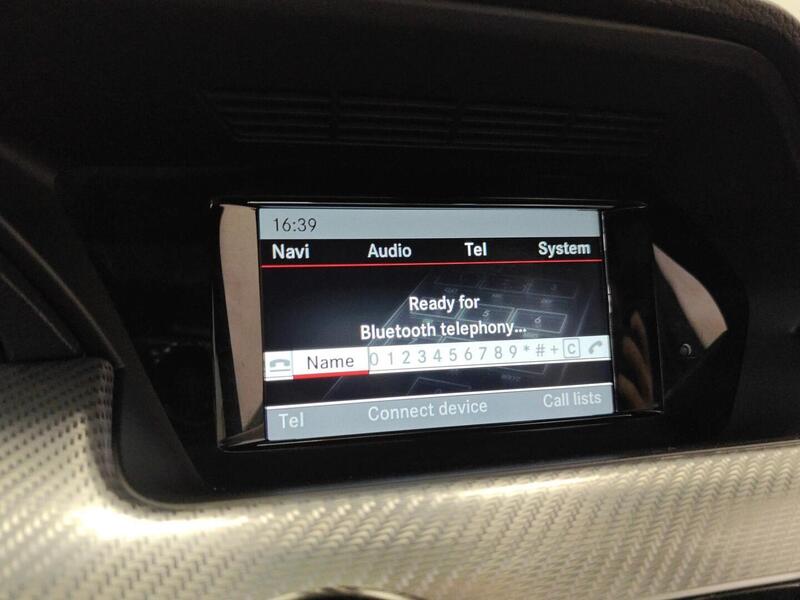 16:39
Navi Audio Tel System
Ready for
Bluetooth telephony...
Name 0 1 2 3 4 5 6 7 8 9 * # + C
Tel Connect device Call lists